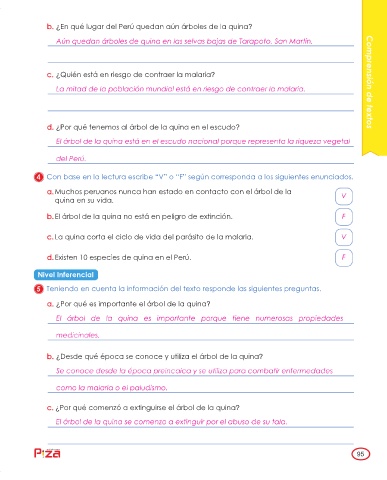 b. ¿En qué lugar del Perú quedan aún árboles de la quina?
Aún quedan árboles de quina en las selvas bajas de Tarapoto, San Martín.
c. ¿Quién está en riesgo de contraer la malaria?
La mitad de la población mundial está en riesgo de contraer la malaria.
d. ¿Por qué tenemos al árbol de la quina en el escudo?
El árbol de la quina está en el escudo nacional porque representa la riqueza vegetal
del Perú.
4 Con base en la lectura escribe “V” o “F” según corresponda a los siguientes enunciados.
a. Muchos peruanos nunca han estado en contacto con el árbol de la
quina en su vida.
V
b. El árbol de la quina no está en peligro de extinción.
F
c. La quina corta el ciclo de vida del parásito de la malaria.
V
d. Existen 10 especies de quina en el Perú.
F
Nivel Inferencial
5 Teniendo en cuenta la información del texto responde las siguientes preguntas.
a. ¿Por qué es importante el árbol de la quina?
El árbol de la quina es importante porque tiene numerosas propiedades
medicinales.
b. ¿Desde qué época se conoce y utiliza el árbol de la quina?
Se conoce desde la época preincaica y se utiliza para combatir enfermedades
como la malaria o el paludismo.
c. ¿Por qué comenzó a extinguirse el árbol de la quina?
El árbol de la quina se comenzo a extinguir por el abuso de su tala.
Comprensión de textos
95